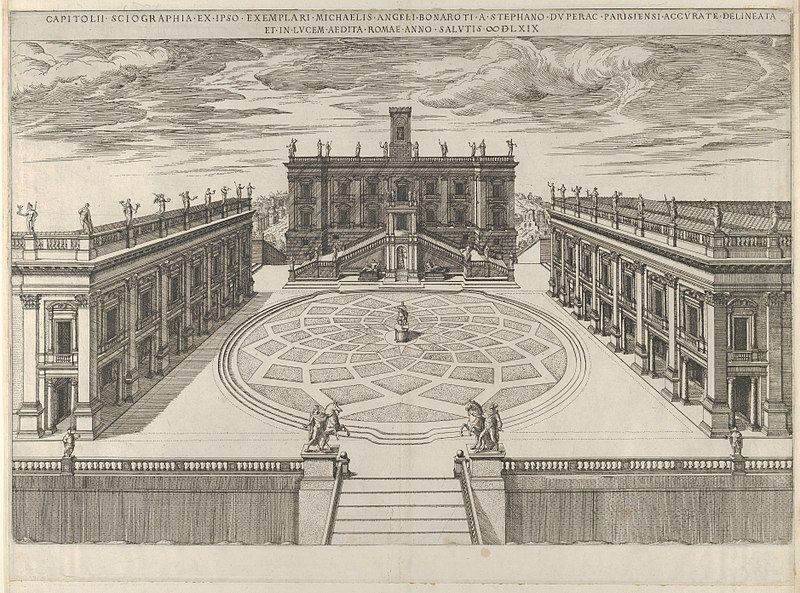 CAPITOLII · SCIOGRAPHIA · EX · IPSO · EXEMPLARI · MICHAELIS · ANGELI · BONAROTI · A · STEPHANO · DVPERAC · PARISIENSI · ACCVRATE · DELINEATA
ET · IN · LVCEM · AEDITA · ROMAE · ANNO · SALVTIS · ↀDLXIX